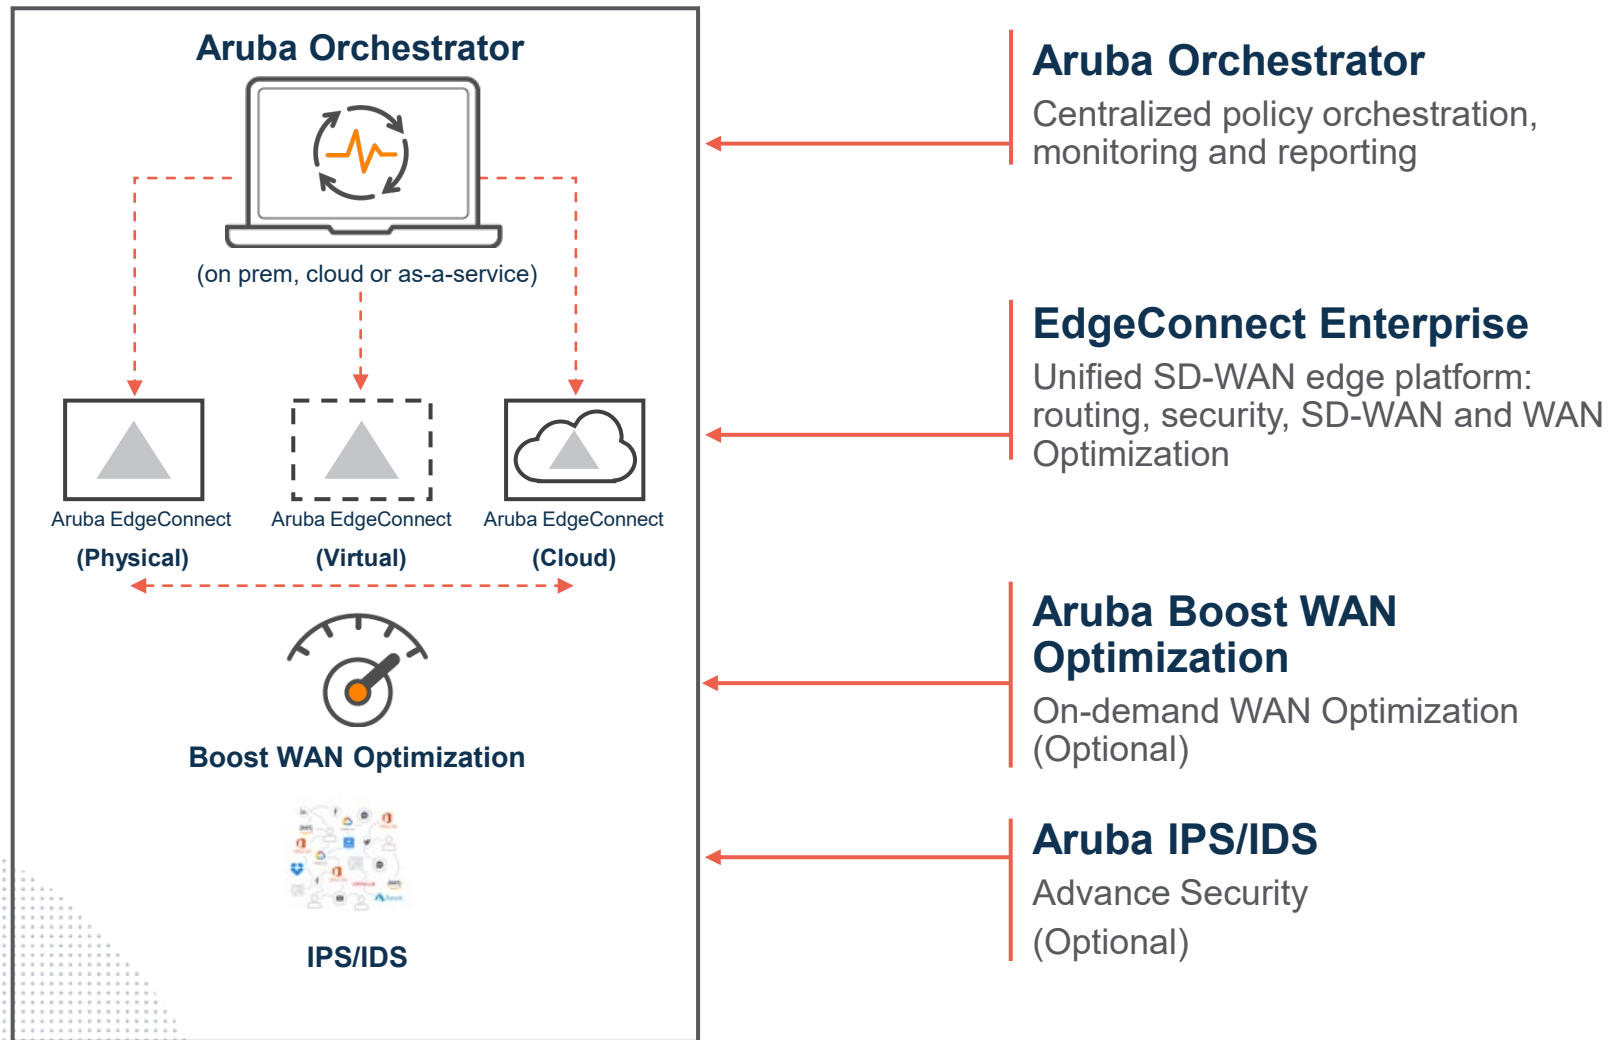 Aruba Orchestrator
(on prem, cloud or as-a-service)
Aruba EdgeConnect
(Physical)
Aruba EdgeConnect
(Virtual)
Aruba EdgeConnect
(Cloud)
Boost WAN Optimization
IPS/IDS
Aruba Orchestrator
Centralized policy orchestration,
monitoring and reporting
EdgeConnect Enterprise
Unified SD-WAN edge platform:
routing, security, SD-WAN and WAN
Optimization
Aruba Boost WAN
Optimization
On-demand WAN Optimization
(Optional)
Aruba IPS/IDS
Advance Security
(Optional)